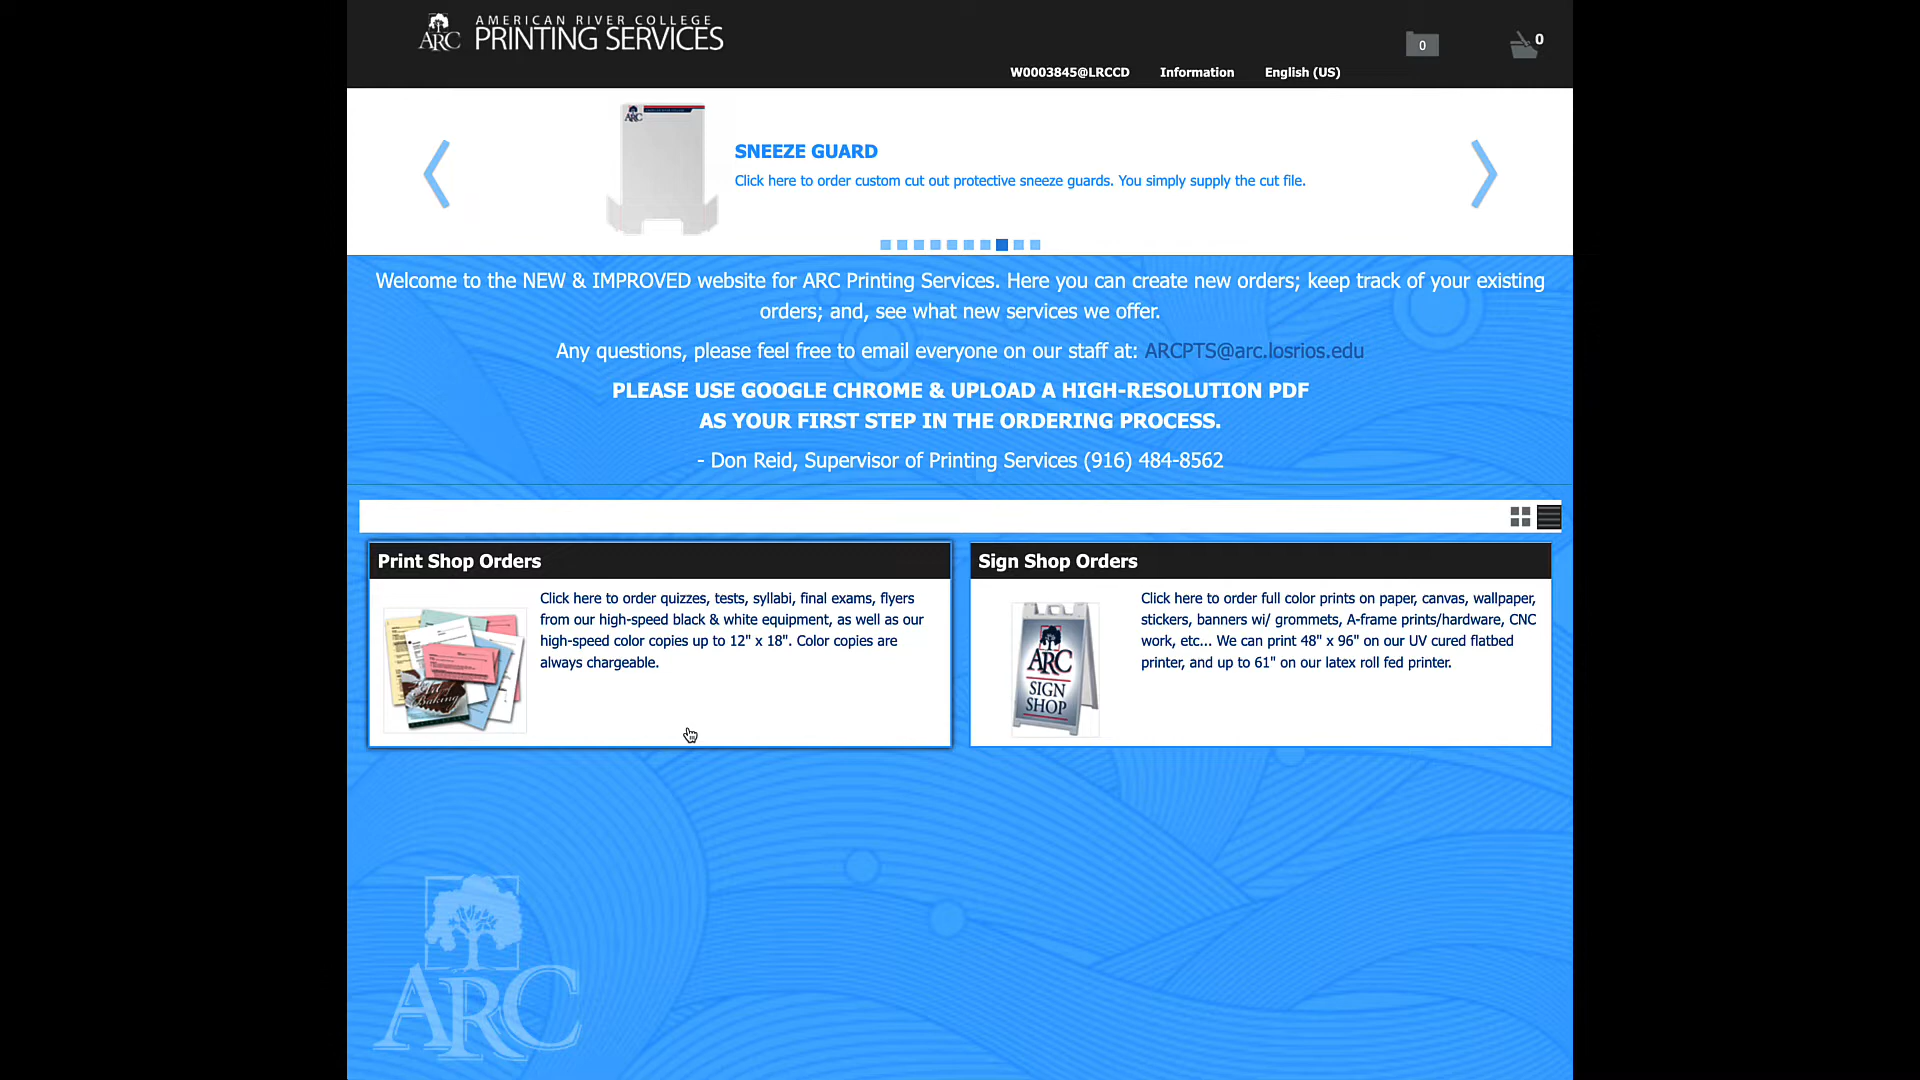 ARC
AMERICAN RIVER COLLEGE
PRINTING SERVICES
0
0
W0003845@LRCCD Information English (US)
ARC
SNEEZE GUARD
Click here to order custom cut out protective sneeze guards. You simply supply the cut file.
Welcome to the NEW & IMPROVED website for ARC Printing Services. Here you can create new orders; keep track of your existing
orders; and, see what new services we offer.
Any questions, please feel free to email everyone on our staff at: ARCPTS@arc.losrios.edu
PLEASE USE GOOGLE CHROME & UPLOAD A HIGH-RESOLUTION PDF
AS YOUR FIRST STEP IN THE ORDERING PROCESS.
- Don Reid, Supervisor of Printing Services (916) 484-8562
Print Shop Orders
Click here to order quizzes, tests, syllabi, final exams, flyers
from our high-speed black & white equipment, as well as our
high-speed color copies up to 12" x 18". Color copies are
always chargeable.
Baking
Sign Shop Orders
Click here to order full color prints on paper, canvas, wallpaper,
stickers, banners w/ grommets, A-frame prints/hardware, CNC
work, etc... We can print 48" x 96" on our UV cured flatbed
printer, and up to 61" on our latex roll fed printer.
ARC
SIGN
SHOP
ARC